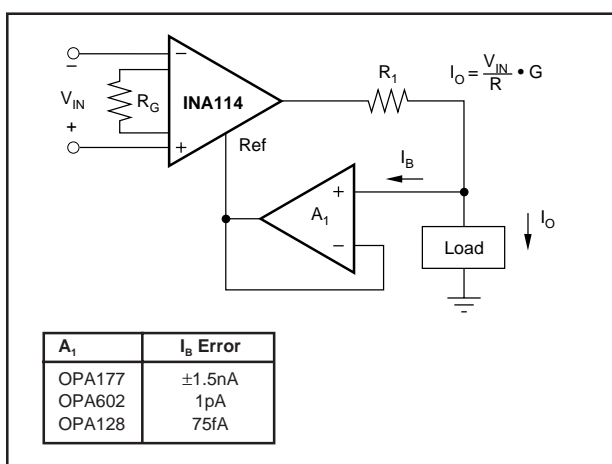 −
V_IN
+
R_G
−
INA114
+
Ref
R_1
I_O = V_IN / R • G
I_B
+
A_1
−
Load
I_O
A_1 I_B Error
OPA177 ±1.5nA
OPA602 1pA
OPA128 75fA